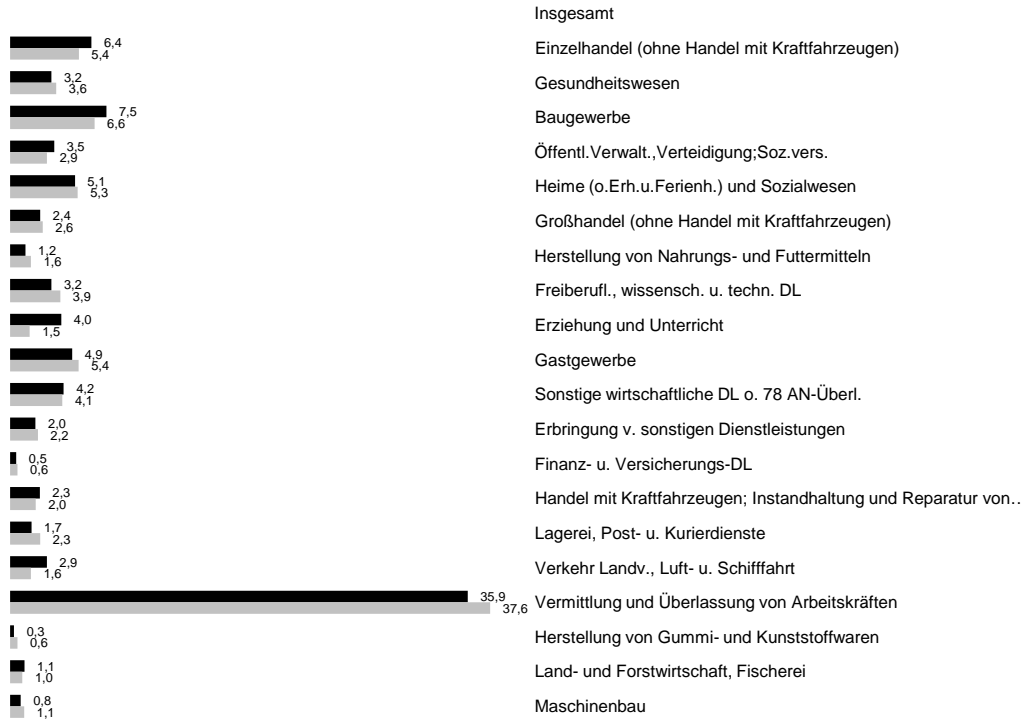 Insgesamt
6,4
5,4
Einzelhandel (ohne Handel mit Kraftfahrzeugen)
3,2
3,6
Gesundheitswesen
7,5
6,6
Baugewerbe
3,5
2,9
Öffentl.Verwalt.,Verteidigung;Soz.vers.
5,1
5,3
Heime (o.Erh.u.Ferienh.) und Sozialwesen
2,4
2,6
Großhandel (ohne Handel mit Kraftfahrzeugen)
1,2
1,6
Herstellung von Nahrungs- und Futtermitteln
3,2
3,9
Freiberufl., wissensch. u. techn. DL
4,0
1,5
Erziehung und Unterricht
4,9
5,4
Gastgewerbe
4,2
4,1
Sonstige wirtschaftliche DL o. 78 AN-Überl.
2,0
2,2
Erbringung v. sonstigen Dienstleistungen
0,5
0,6
Finanz- u. Versicherungs-DL
2,3
2,0
Handel mit Kraftfahrzeugen; Instandhaltung und Reparatur von…
1,7
2,3
Lagerei, Post- u. Kurierdienste
2,9
1,6
Verkehr Landv., Luft- u. Schifffahrt
35,9
37,6
Vermittlung und Überlassung von Arbeitskräften
0,3
0,6
Herstellung von Gummi- und Kunststoffwaren
1,1
1,0
Land- und Forstwirtschaft, Fischerei
0,8
1,1
Maschinenbau